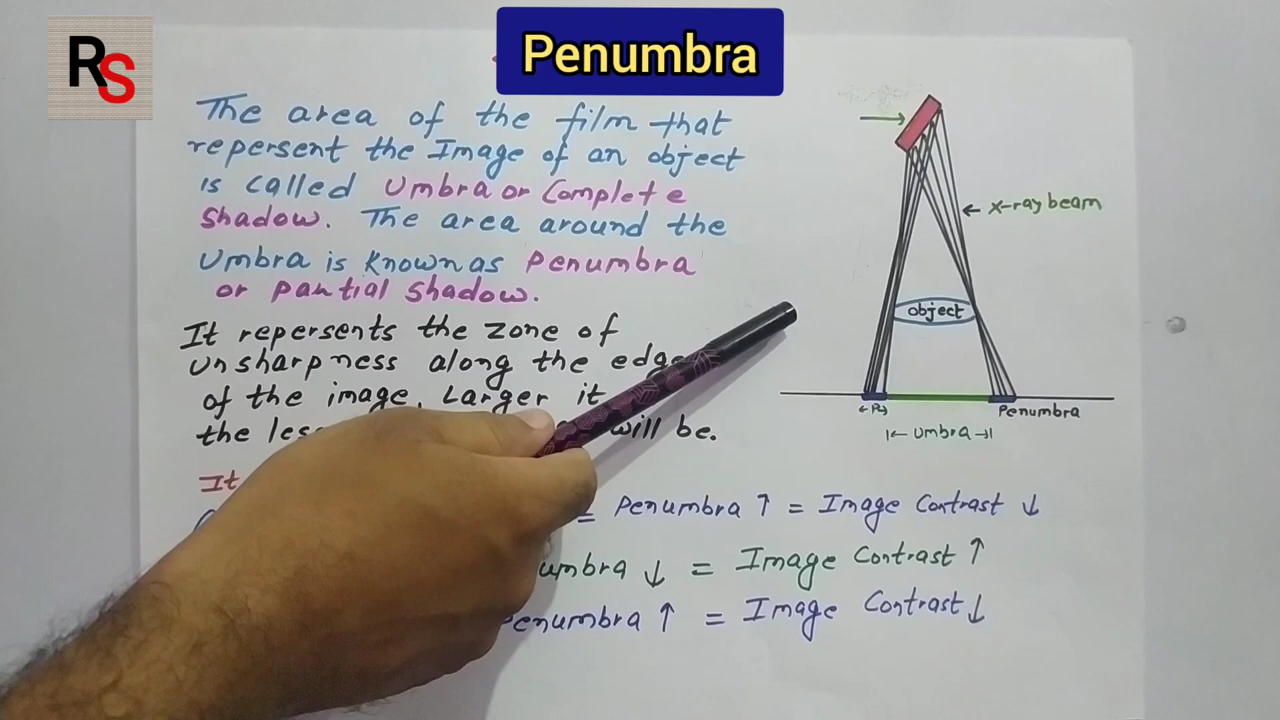 RS
Penumbra
The area of the film that
repersent the Image of an object
is called Umbra or Complete
Shadow. The area around the
Umbra is known as Penumbra
or partial shadow.
It repersents the zone of
Unsharpness along the edge
of the image. Larger it
the less will be.
It
= Penumbra ↑ = Image Contrast ↓
umbra ↓ = Image Contrast ↑
Penumbra ↑ = Image Contrast ↓
← X-ray beam
object
←P→
Penumbra
|← Umbra →|